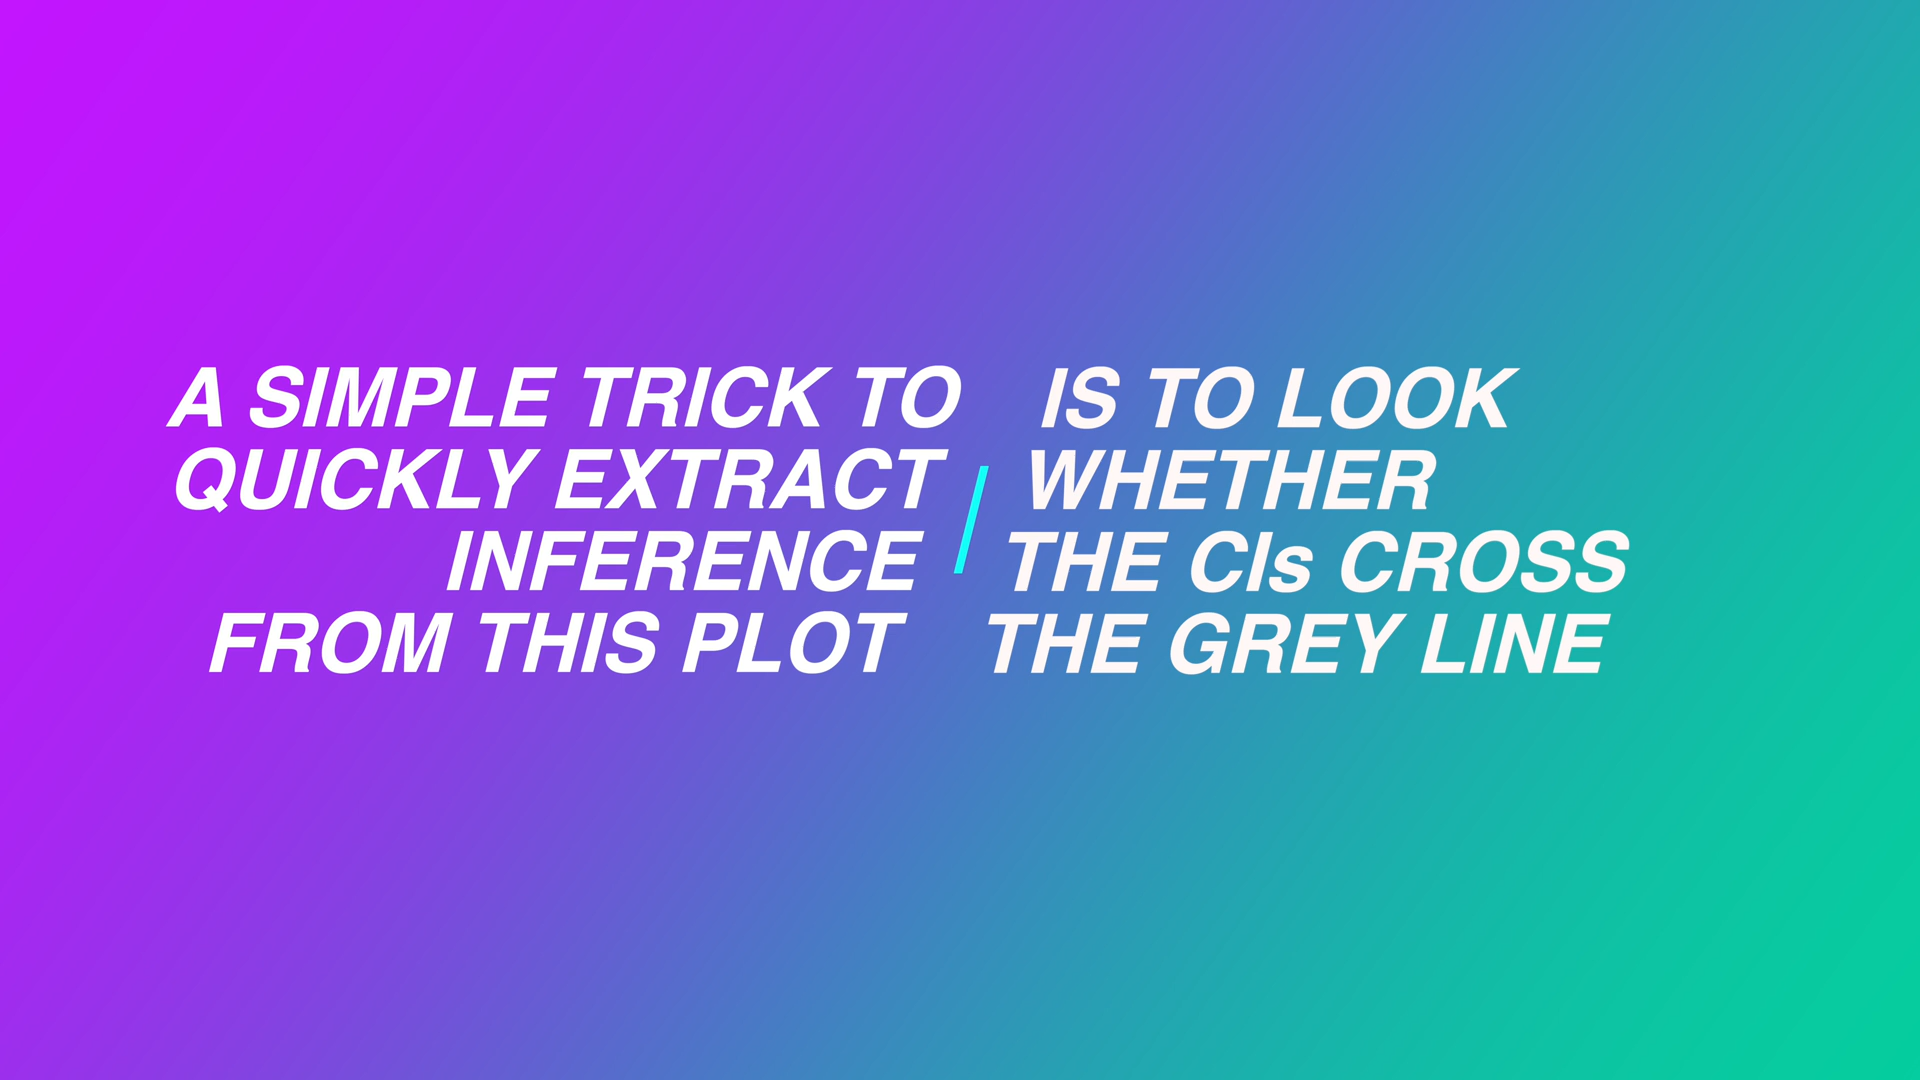 A SIMPLE TRICK TO
QUICKLY EXTRACT
INFERENCE
FROM THIS PLOT
IS TO LOOK
WHETHER
THE CIs CROSS
THE GREY LINE